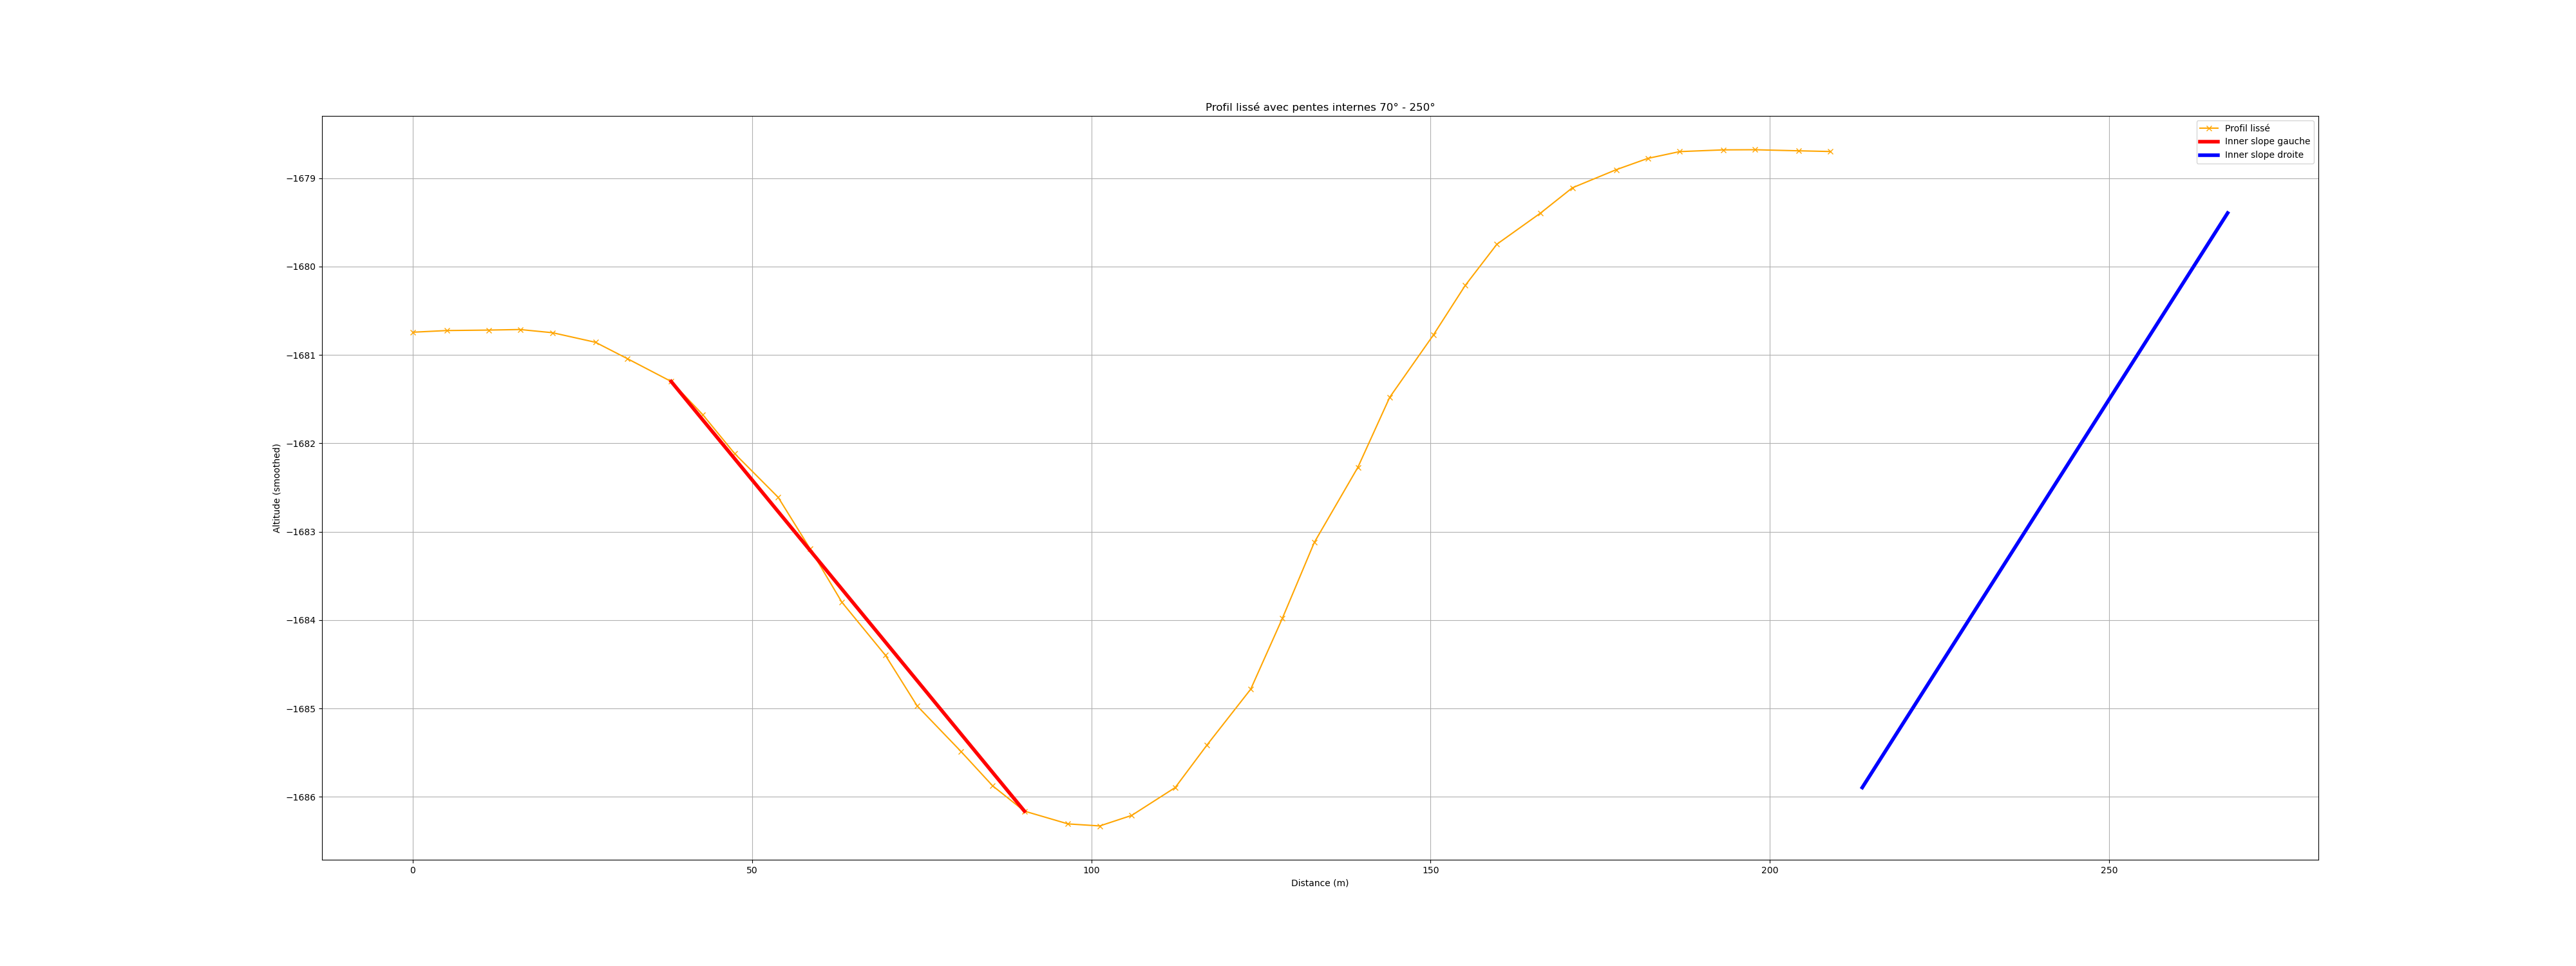 Profil lissé avec pentes internes 70° - 250°
Profil lissé
Inner slope gauche
Inner slope droite
Altitude (smoothed)
−1679
−1680
−1681
−1682
−1683
−1684
−1685
−1686
0
50
100
150
200
250
Distance (m)